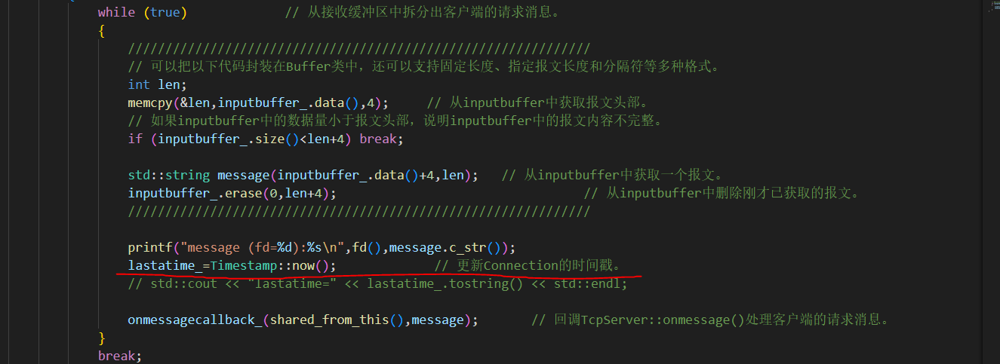 while (true)             // 从接收缓冲区中拆分出客户端的请求消息。
{
/////////////////////////////////////////////////////////////
// 可以把以下代码封装在Buffer类中，还可以支持固定长度、指定报文长度和分隔符等多种格式。
int len;
memcpy(&len,inputbuffer_.data(),4);     // 从inputbuffer中获取报文头部。
// 如果inputbuffer中的数据量小于报文头部，说明inputbuffer中的报文内容不完整。
if (inputbuffer_.size()<len+4) break;
std::string message(inputbuffer_.data()+4,len);   // 从inputbuffer中获取一个报文。
inputbuffer_.erase(0,len+4);                                 // 从inputbuffer中删除刚才已获取的报文。
/////////////////////////////////////////////////////////////
printf("message (fd=%d):%s\n",fd(),message.c_str());
lastatime_=Timestamp::now();             // 更新Connection的时间戳。
// std::cout << "lastatime=" << lastatime_.tostring() << std::endl;
onmessagecallback_(shared_from_this(),message);       // 回调TcpServer::onmessage()处理客户端的请求消息。
}
break;